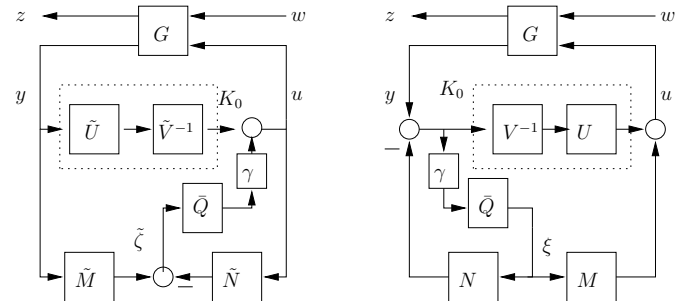 z w z w
G G
y K₀ u y K₀ u
Ũ Ṽ⁻¹ V⁻¹ U
− 
γ γ
Q̄ Q̄
ζ̃ ξ
M̃ − Ñ N M